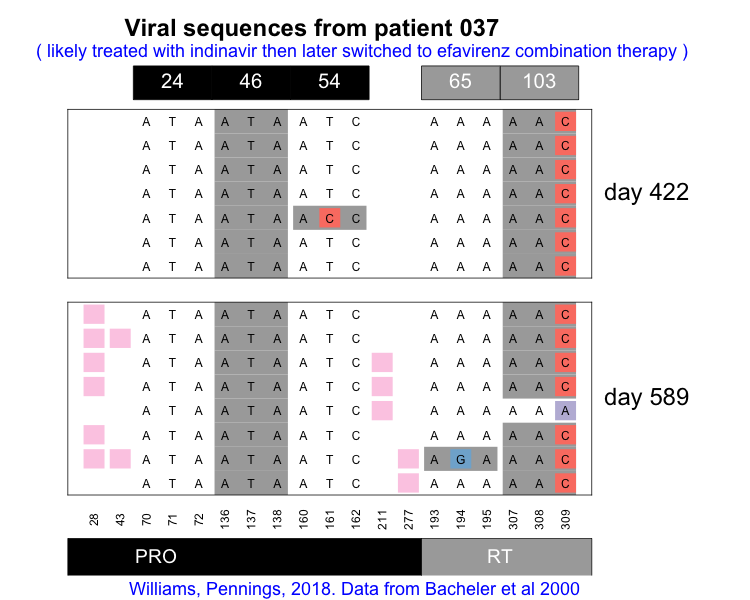 Viral sequences from patient 037
( likely treated with indinavir then later switched to efavirenz combination therapy )
24 46 54 65 103
A T A A T A A T C A A A A A C
A T A A T A A T C A A A A A C
A T A A T A A T C A A A A A C
A T A A T A A T C A A A A A C
A T A A T A A C C A A A A A C
A T A A T A A T C A A A A A C
A T A A T A A T C A A A A A C
day 422
A T A A T A A T C A A A A A C
A T A A T A A T C A A A A A C
A T A A T A A T C A A A A A C
A T A A T A A T C A A A A A C
A T A A T A A T C A A A A A A
A T A A T A A T C A A A A A C
A T A A T A A T C A G A A A C
A T A A T A A T C A A A A A C
day 589
28 43 70 71 72 136 137 138 160 161 162 211 277 193 194 195 307 308 309
PRO RT
Williams, Pennings, 2018. Data from Bacheler et al 2000